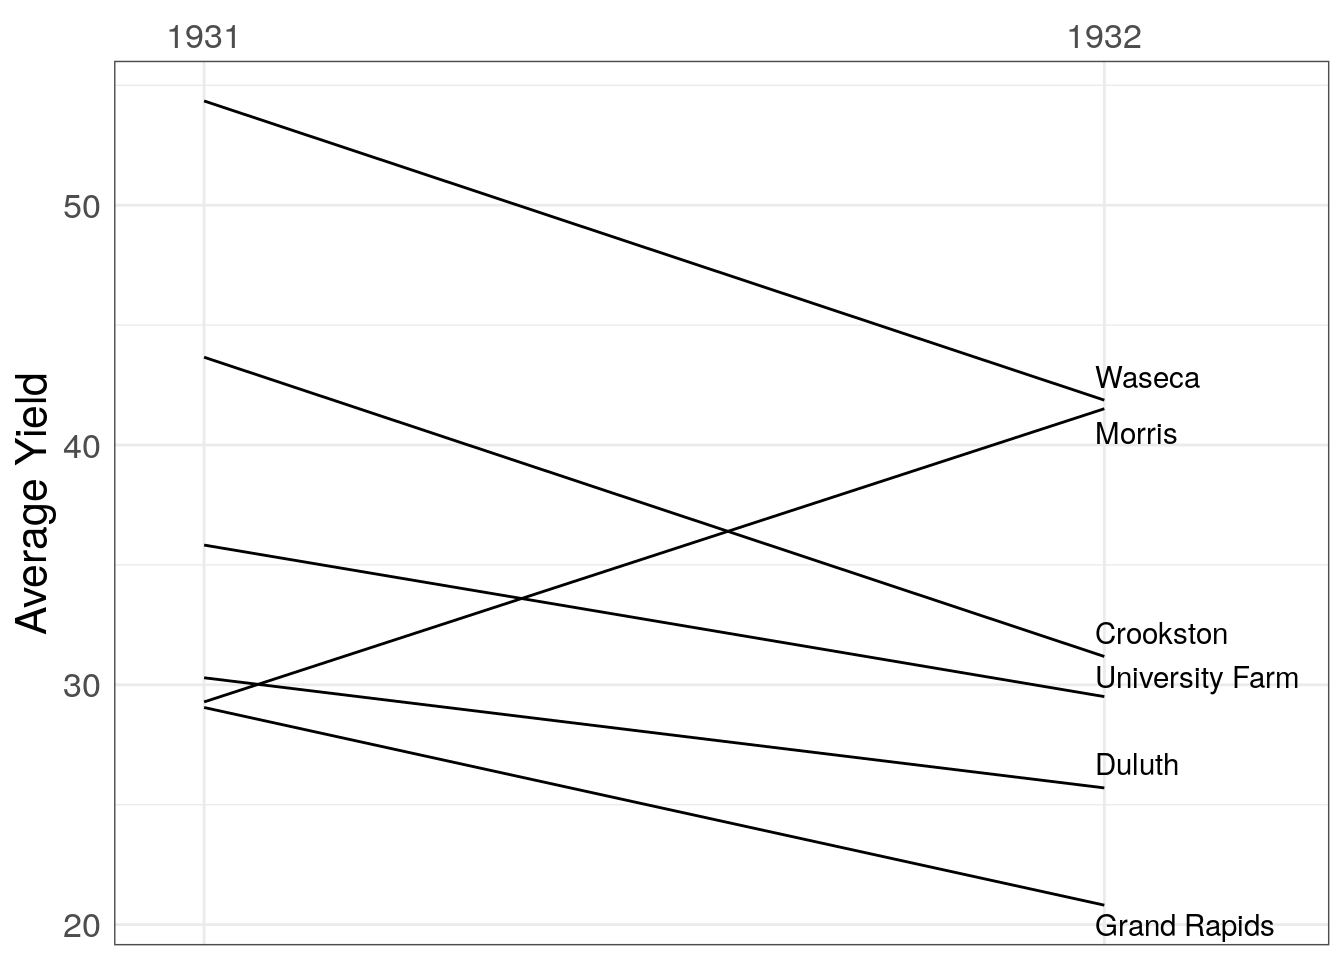 1931
1932
50
40
30
20
Average Yield
Waseca
Morris
Crookston
University Farm
Duluth
Grand Rapids